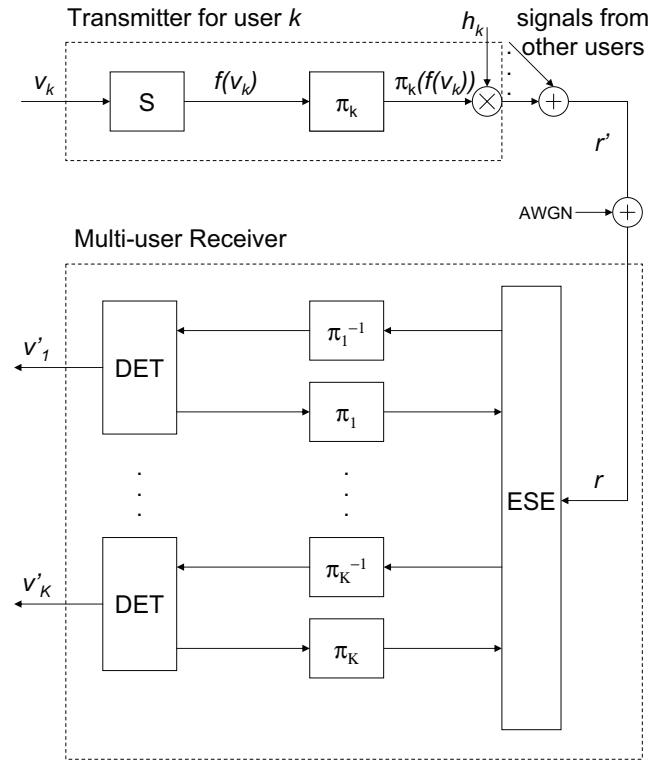 Transmitter for user k
h_k
signals from
other users
v_k
S
f(v_k)
π_k
π_k(f(v_k))
r'
AWGN
Multi-user Receiver
v'_1
DET
π_1^{-1}
π_1
ESE
r
v'_K
DET
π_K^{-1}
π_K